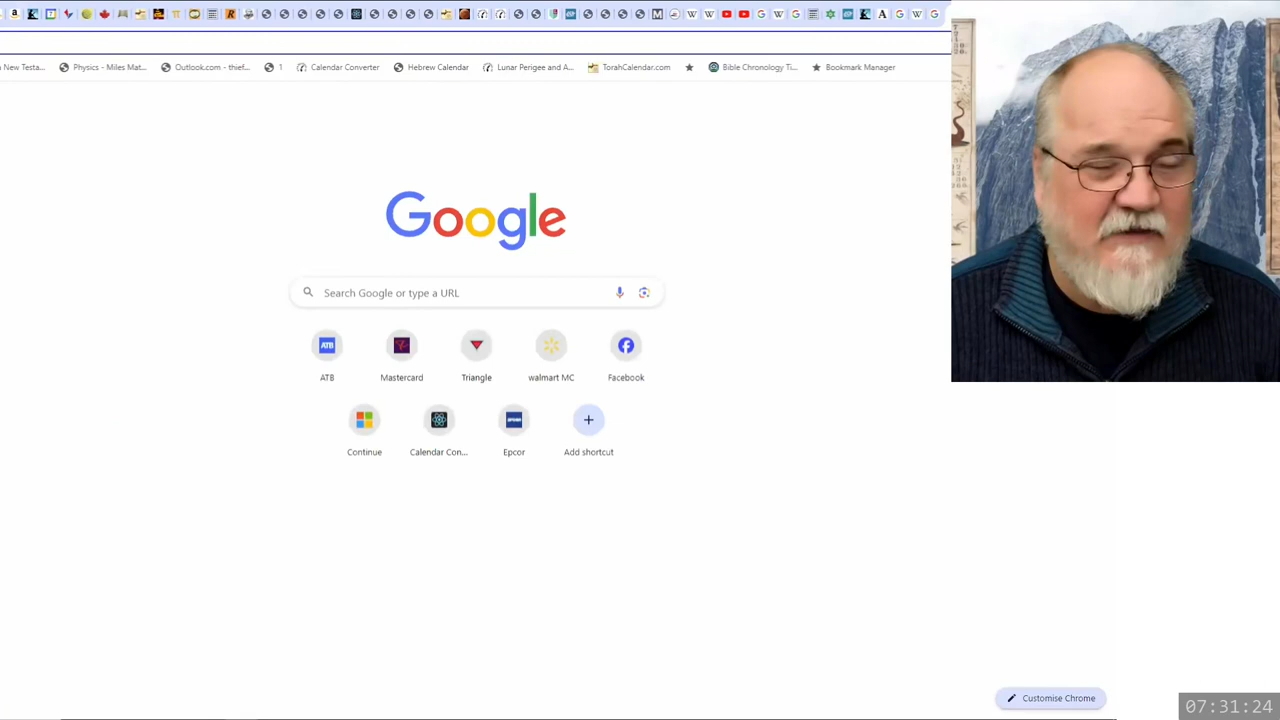 New Testa...
Physics - Miles Mat...
Outlook.com - thief...
1
Calendar Converter
Hebrew Calendar
Lunar Perigee and A...
TorahCalendar.com
Bible Chronology Ti...
Bookmark Manager
Google
Search Google or type a URL
ATB
ATB
Mastercard
Triangle
walmart MC
Facebook
Continue
Calendar Con...
EPCOR
Epcor
Add shortcut
Customise Chrome
07:31:24